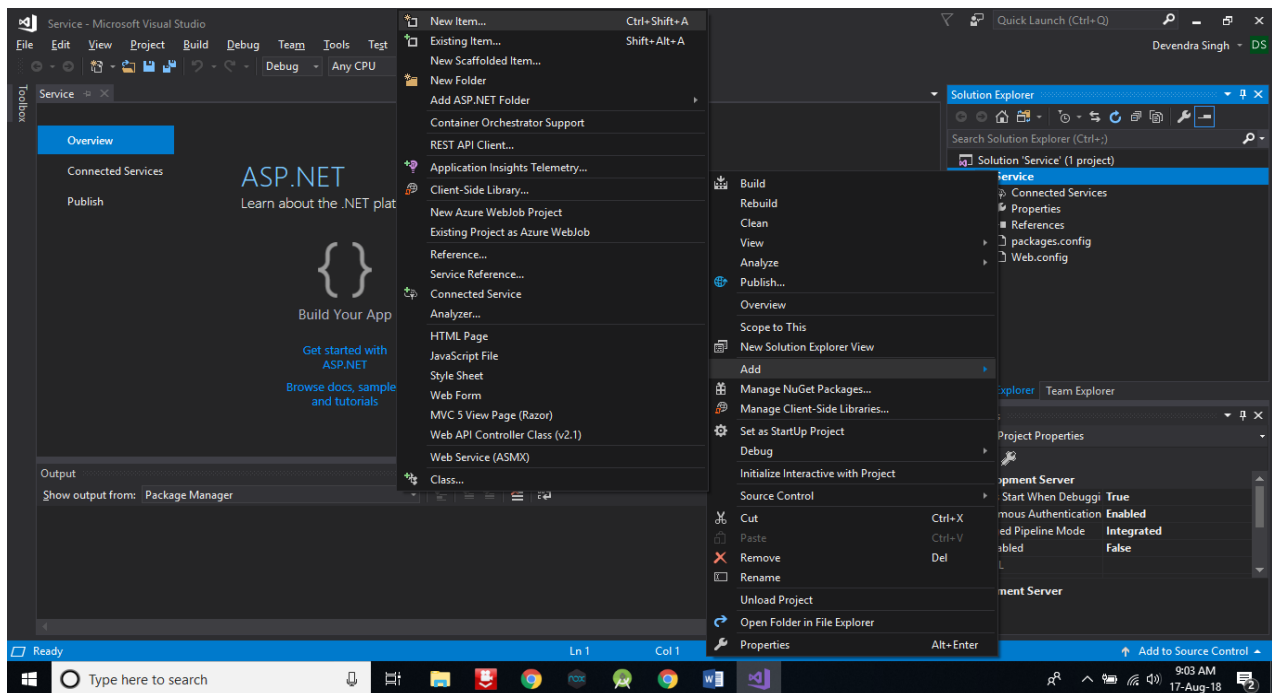 Service - Microsoft Visual Studio
Quick Launch (Ctrl+Q)
File Edit View Project Build Debug Team Tools Test
Devendra Singh DS
Debug Any CPU
Toolbox
Service
Overview
Connected Services
Publish
ASP.NET
Learn about the .NET plat
{ }
Build Your App
Get started with
ASP.NET
Browse docs, sample
and tutorials
Output
Show output from: Package Manager
New Item... Ctrl+Shift+A
Existing Item... Shift+Alt+A
New Scaffolded Item...
New Folder
Add ASP.NET Folder
Container Orchestrator Support
REST API Client...
Application Insights Telemetry...
Client-Side Library...
New Azure WebJob Project
Existing Project as Azure WebJob
Reference...
Service Reference...
Connected Service
Analyzer...
HTML Page
JavaScript File
Style Sheet
Web Form
MVC 5 View Page (Razor)
Web API Controller Class (v2.1)
Web Service (ASMX)
Class...
Build
Rebuild
Clean
View
Analyze
Publish...
Overview
Scope to This
New Solution Explorer View
Add
Manage NuGet Packages...
Manage Client-Side Libraries...
Set as StartUp Project
Debug
Initialize Interactive with Project
Source Control
Cut Ctrl+X
Paste Ctrl+V
Remove Del
Rename
Unload Project
Open Folder in File Explorer
Properties Alt+Enter
Solution Explorer
Search Solution Explorer (Ctrl+;)
Solution 'Service' (1 project)
Service
Connected Services
Properties
References
packages.config
Web.config
Explorer Team Explorer
Project Properties
opment Server
Start When Debuggi True
mous Authentication Enabled
ed Pipeline Mode Integrated
abled False
ment Server
Ready Ln 1 Col 1 Add to Source Control
Type here to search
9:03 AM
17-Aug-18
2